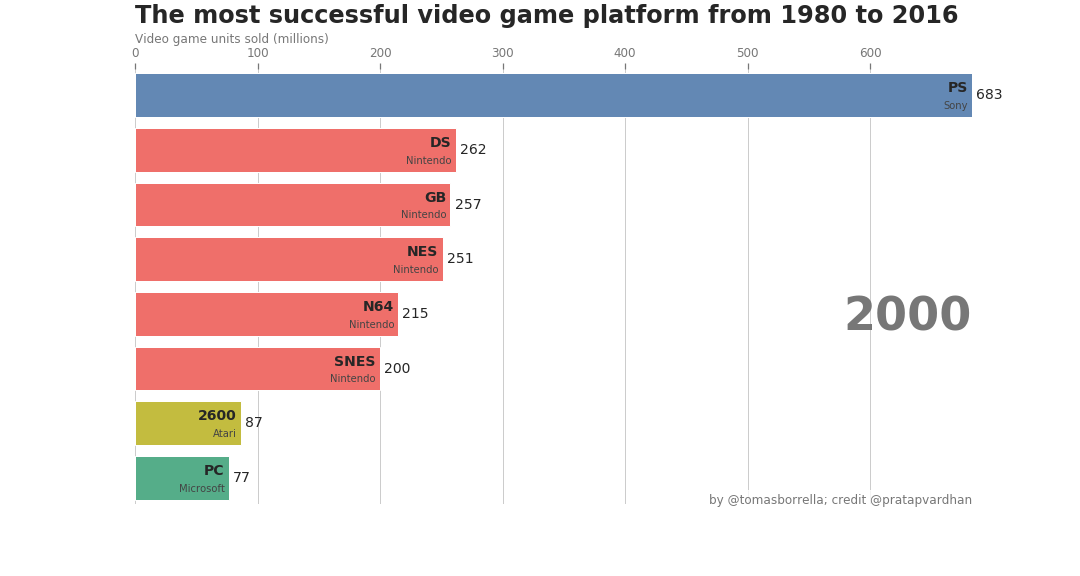 The most successful video game platform from 1980 to 2016
Video game units sold (millions)
0 100 200 300 400 500 600
PS
Sony
683
DS
Nintendo
262
GB
Nintendo
257
NES
Nintendo
251
N64
Nintendo
215
2000
SNES
Nintendo
200
2600
Atari
87
PC
Microsoft
77
by @tomasborrella; credit @pratapvardhan